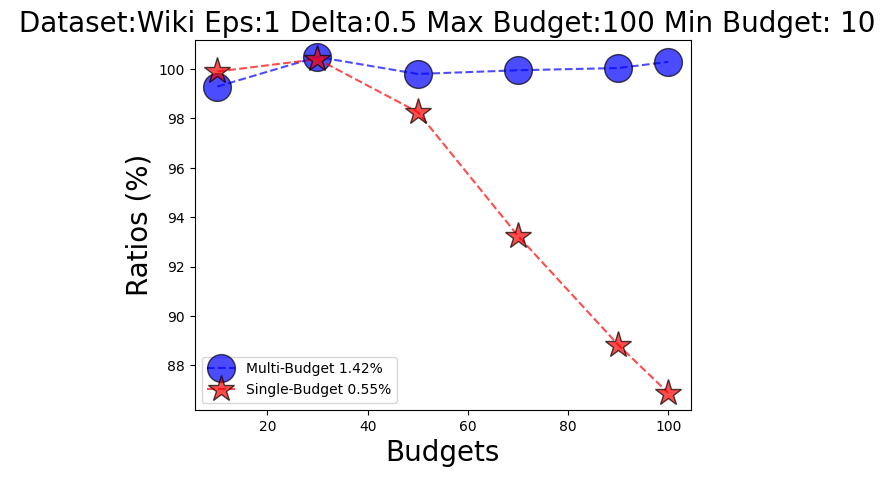 Dataset:Wiki Eps:1 Delta:0.5 Max Budget:100 Min Budget: 10
100
98
96
94
92
90
88
Ratios (%)
Multi-Budget 1.42%
Single-Budget 0.55%
20 40 60 80 100
Budgets